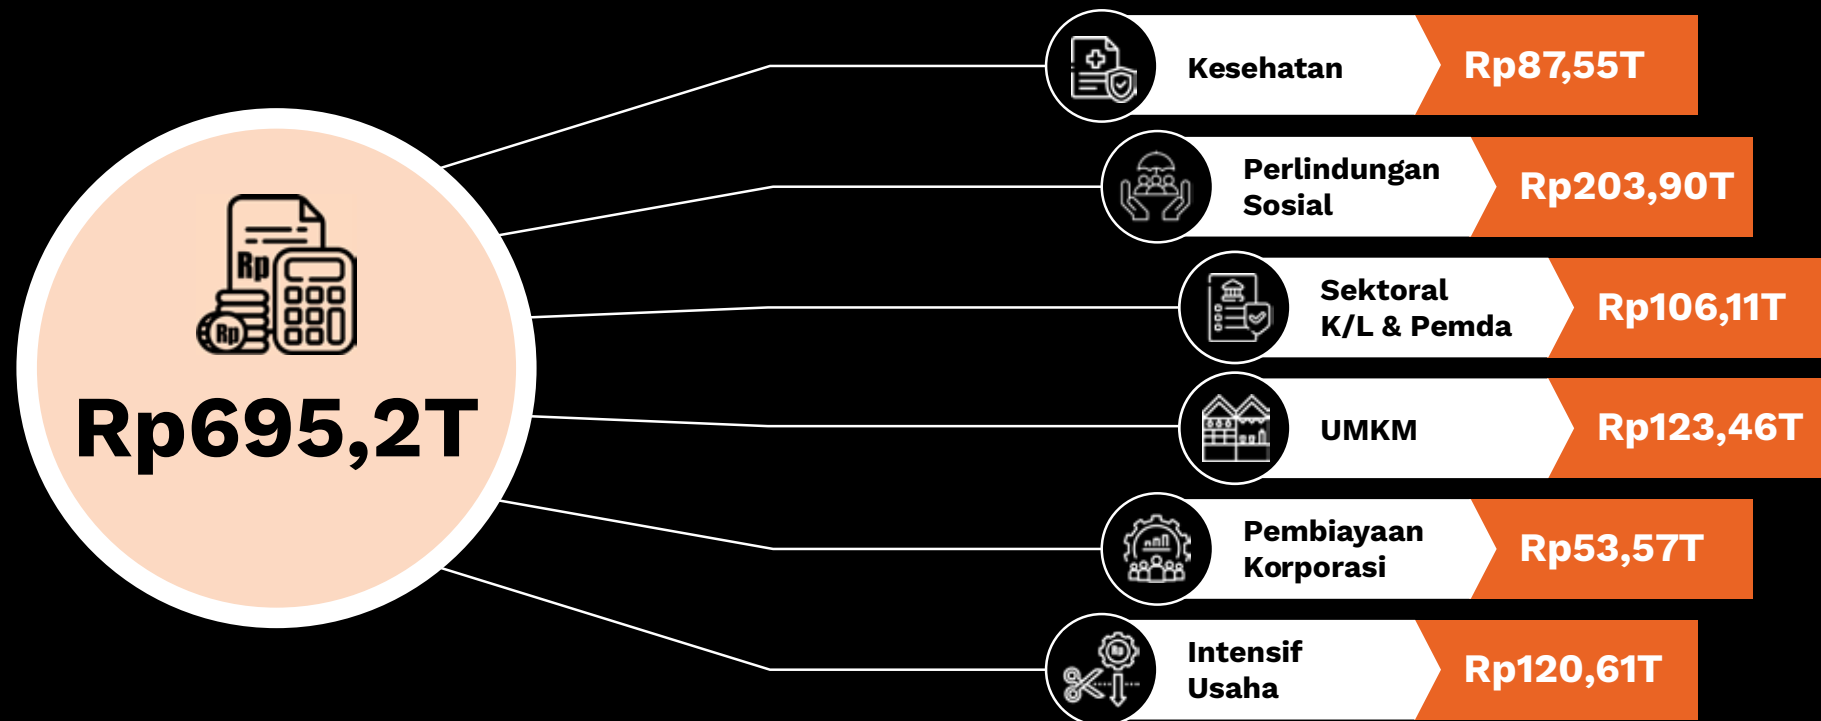 Rp
Rp
Rp695,2T
Kesehatan
Rp87,55T
Perlindungan
Sosial
Rp203,90T
Sektoral
K/L & Pemda
Rp106,11T
UMKM
Rp123,46T
Pembiayaan
Korporasi
Rp53,57T
Rp
Intensif
Usaha
Rp120,61T